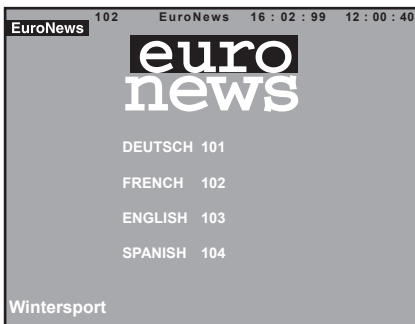 102 EuroNews 16 : 02 : 99 12 : 00 : 40
EuroNews
euro
news
DEUTSCH 101
FRENCH 102
ENGLISH 103
SPANISH 104
Wintersport